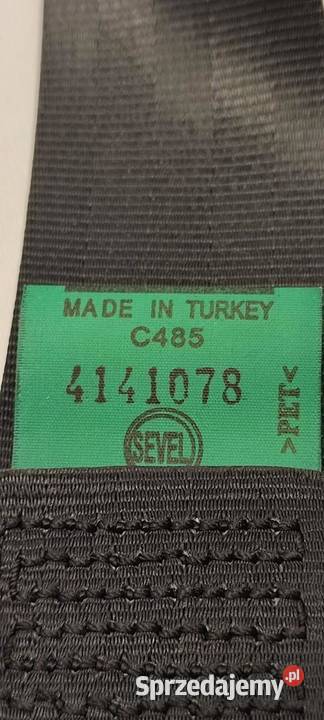 MADE IN TURKEY
C485
4141078
>PET<
SEVEL
Sprzedajemy.pl